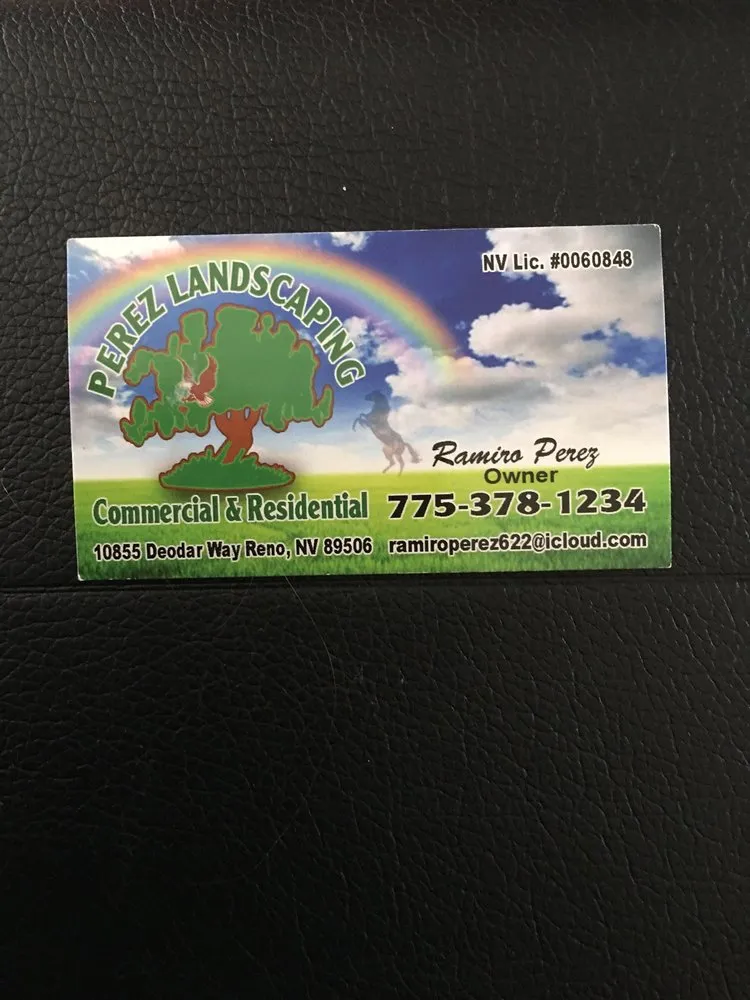 NV Lic. #0060848
PEREZ LANDSCAPING
Ramiro Perez
Owner
Commercial & Residential
775-378-1234
10855 Deodar Way Reno, NV 89506
ramiroperez622@icloud.com